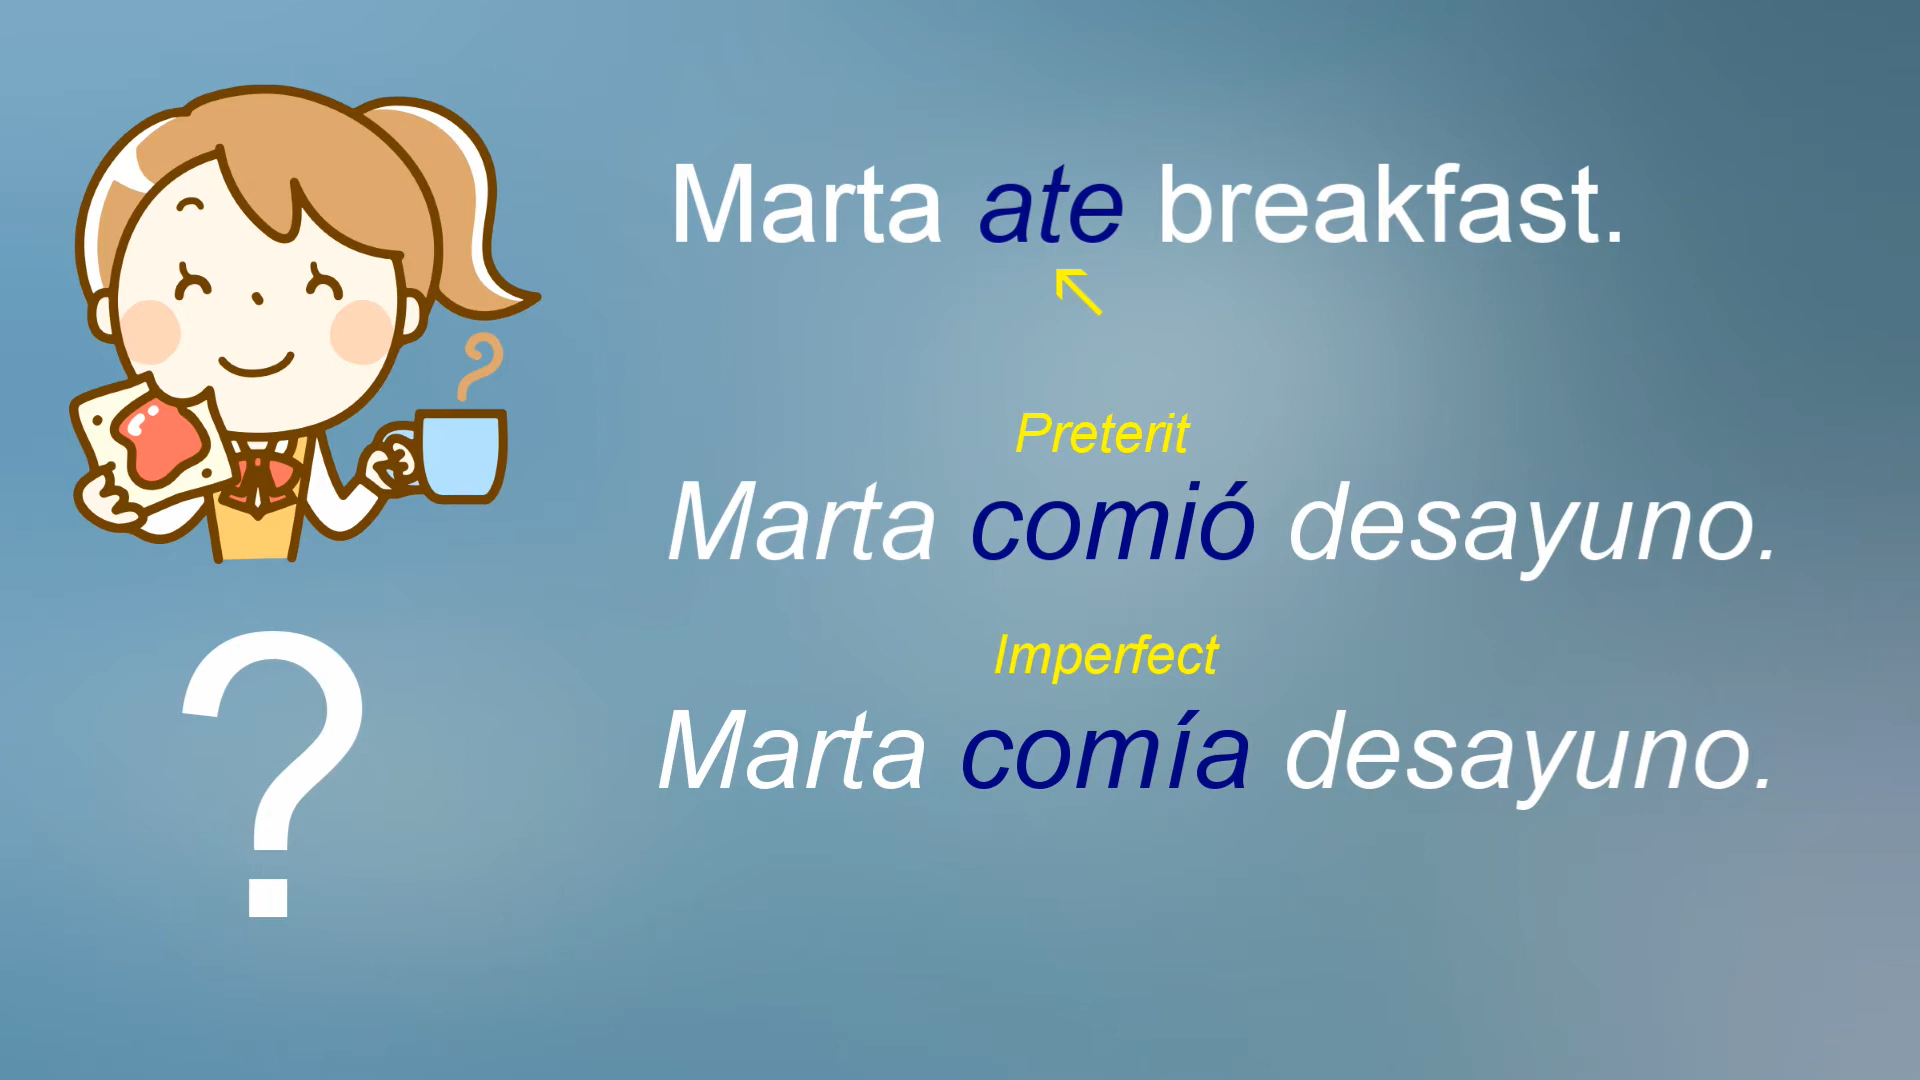 Marta ate breakfast.
Preterit
Marta comió desayuno.
Imperfect
Marta comía desayuno.
?